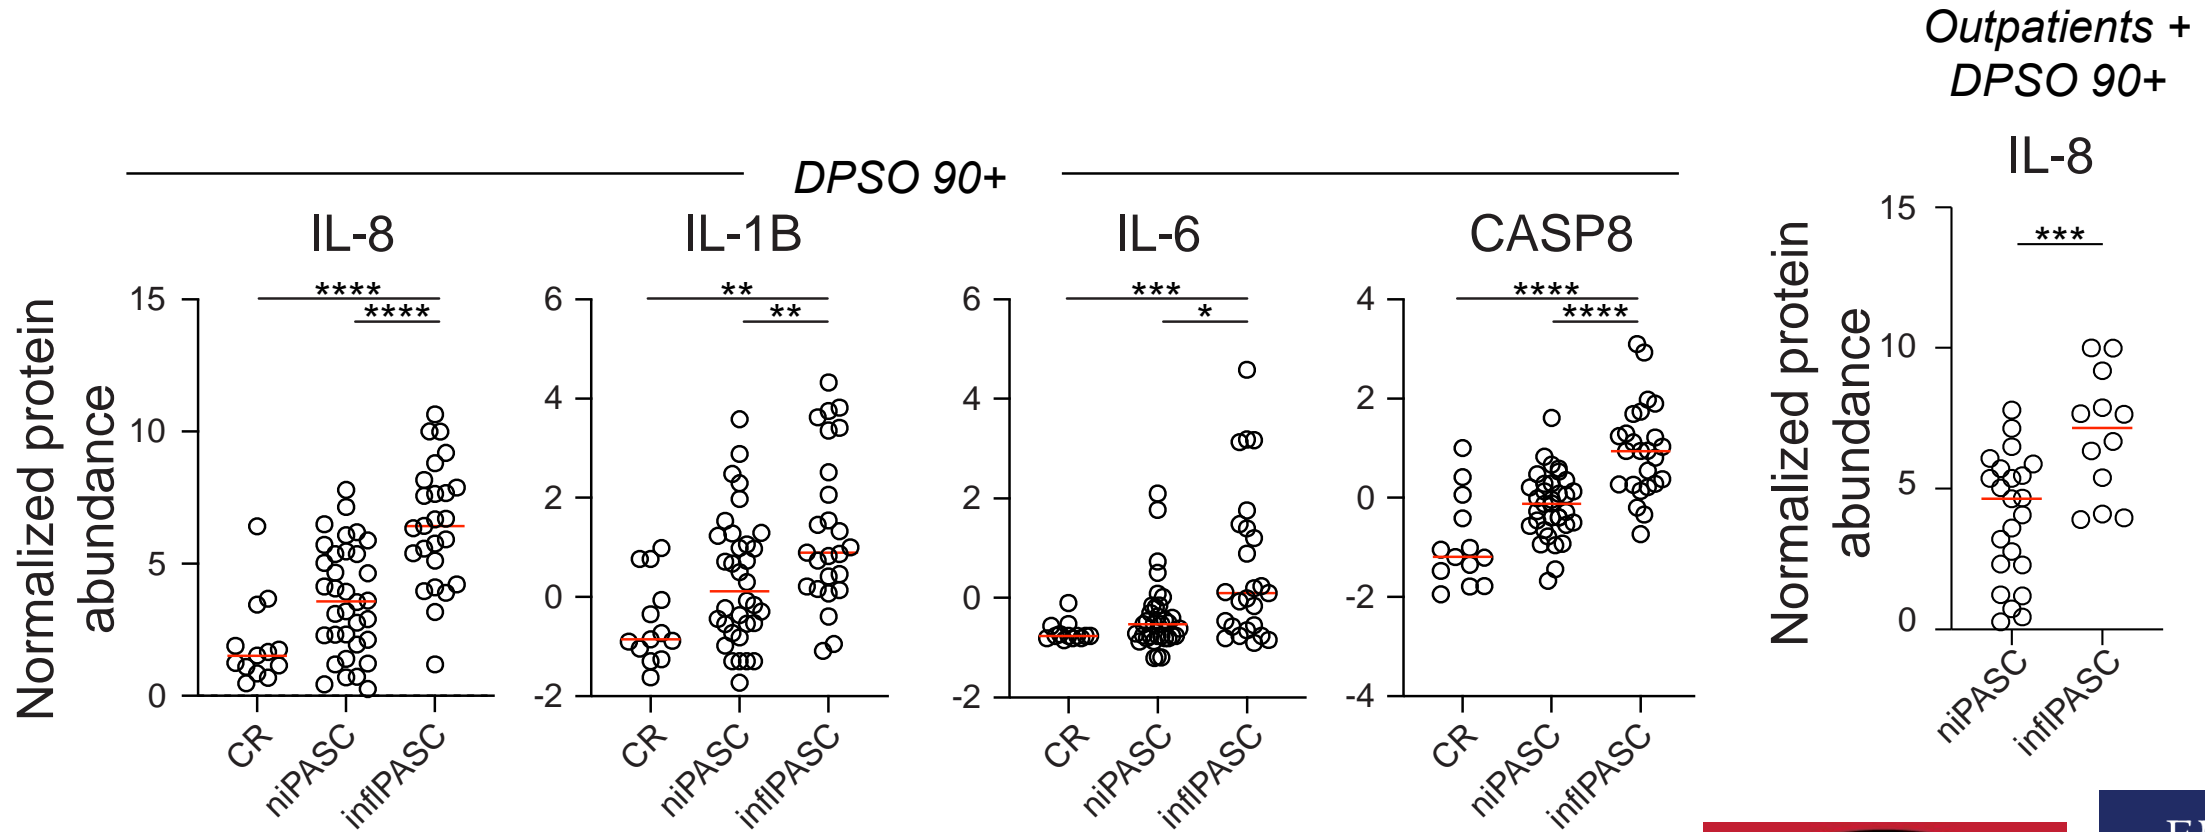 Outpatients +
DPSO 90+
DPSO 90+
IL-8
IL-1B
IL-6
CASP8
IL-8
Normalized protein
abundance
15
10
5
0
****
****
CR
niPASC
inflPASC
6
4
2
0
-2
**
**
CR
niPASC
inflPASC
6
4
2
0
-2
***
*
CR
niPASC
inflPASC
4
2
0
-2
-4
****
****
CR
niPASC
inflPASC
Normalized protein
abundance
15
10
5
0
***
niPASC
inflPASC